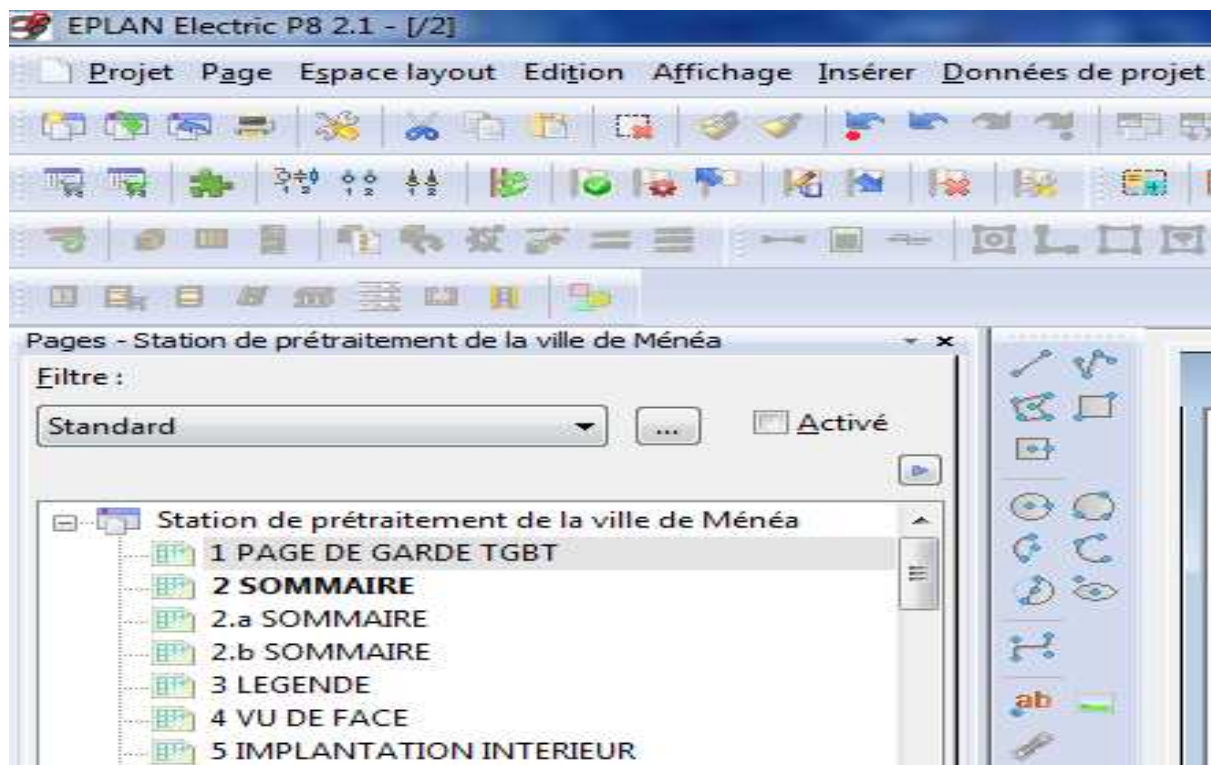 EPLAN Electric P8 2.1 - [/2]
Projet Page Espace layout Edition Affichage Insérer Données de projet
Pages - Station de prétraitement de la ville de Ménéa
Filtre :
Standard ... Activé
Station de prétraitement de la ville de Ménéa
1 PAGE DE GARDE TGBT
2 SOMMAIRE
2.a SOMMAIRE
2.b SOMMAIRE
3 LEGENDE
4 VU DE FACE
5 IMPLANTATION INTERIEUR
ab